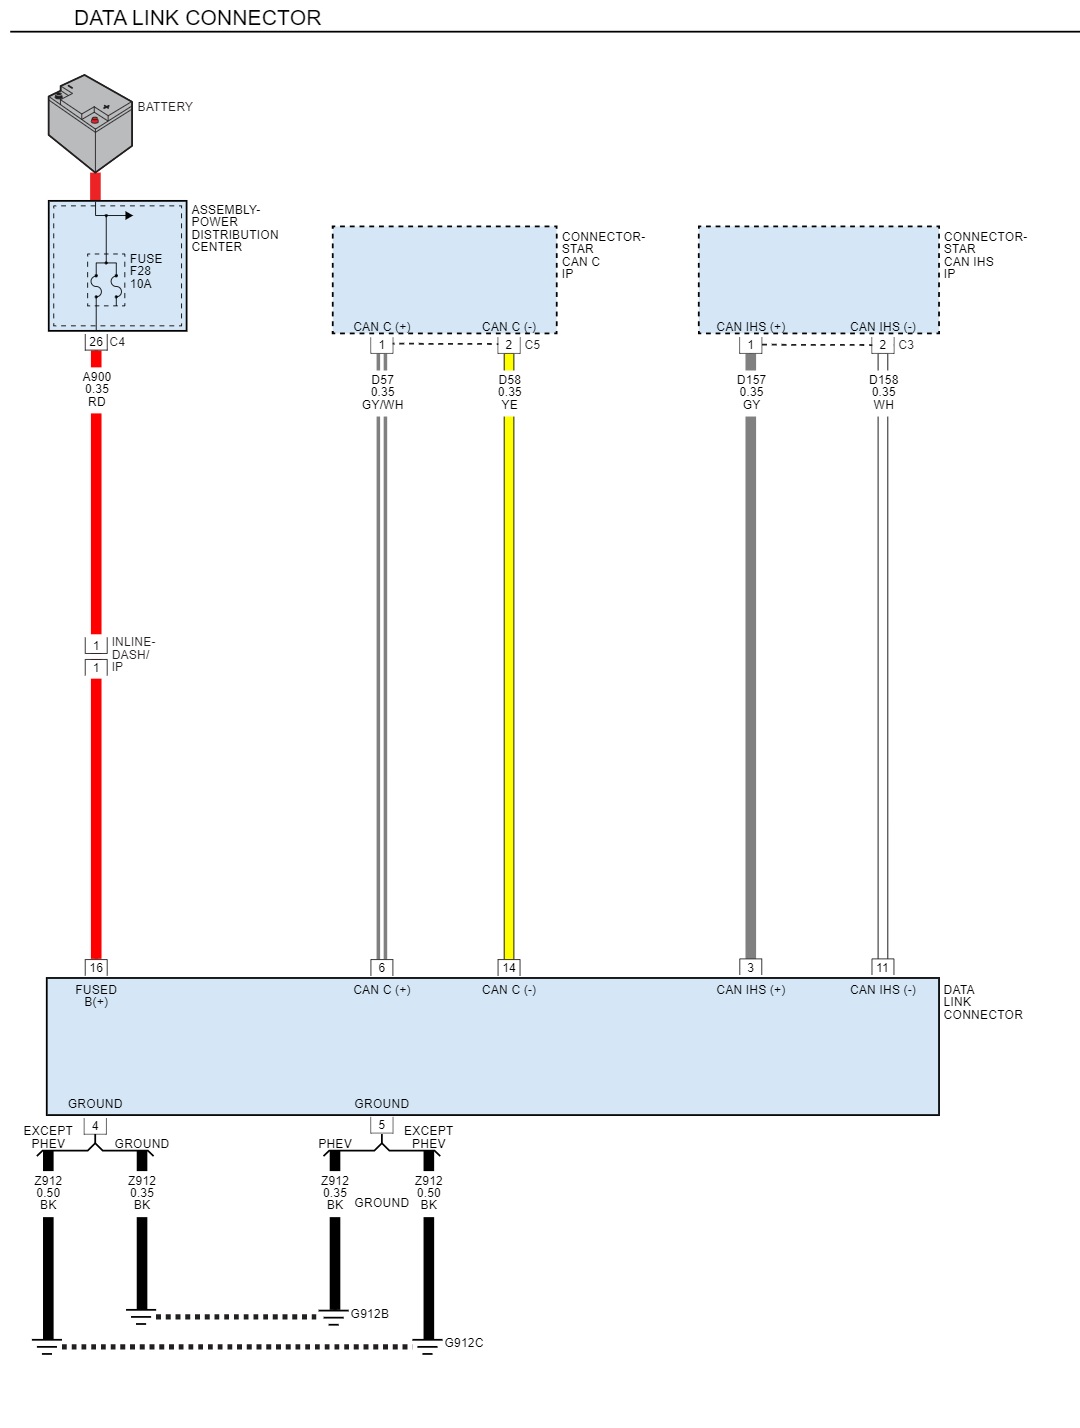 DATA LINK CONNECTOR
BATTERY
ASSEMBLY-
POWER
DISTRIBUTION
CENTER
FUSE
F28
10A
26 C4
A900
0.35
RD
CONNECTOR-
STAR
CAN C
IP
CAN C (+) CAN C (-)
1 2 C5
D57
0.35
GY/WH
D58
0.35
YE
CONNECTOR-
STAR
CAN IHS
IP
CAN IHS (+) CAN IHS (-)
1 2 C3
D157
0.35
GY
D158
0.35
WH
1
1
INLINE-
DASH/
IP
16 6 14 3 11
FUSED
B(+)
CAN C (+) CAN C (-) CAN IHS (+) CAN IHS (-)
DATA
LINK
CONNECTOR
GROUND GROUND
4 5
EXCEPT
PHEV
GROUND
PHEV
EXCEPT
PHEV
Z912
0.50
BK
Z912
0.35
BK
Z912
0.35
BK
GROUND
Z912
0.50
BK
G912B
G912C